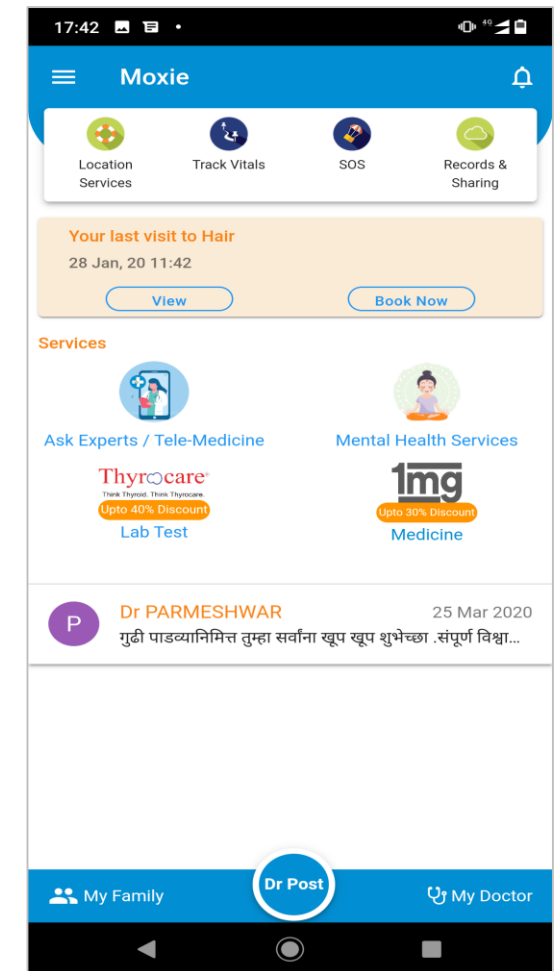 17:42
4G
Moxie
Location Services
Track Vitals
SOS
Records & Sharing
Your last visit to Hair
28 Jan, 20 11:42
View
Book Now
Services
Ask Experts / Tele-Medicine
Mental Health Services
Thyrocare
Think Thyroid. Think Thyrocare.
Upto 40% Discount
Lab Test
1mg
Upto 30% Discount
Medicine
P
Dr PARMESHWAR
25 Mar 2020
गुढी पाडव्यानिमित्त तुम्हा सर्वांना खूप खूप शुभेच्छा .संपूर्ण विश्वा...
My Family
Dr Post
My Doctor